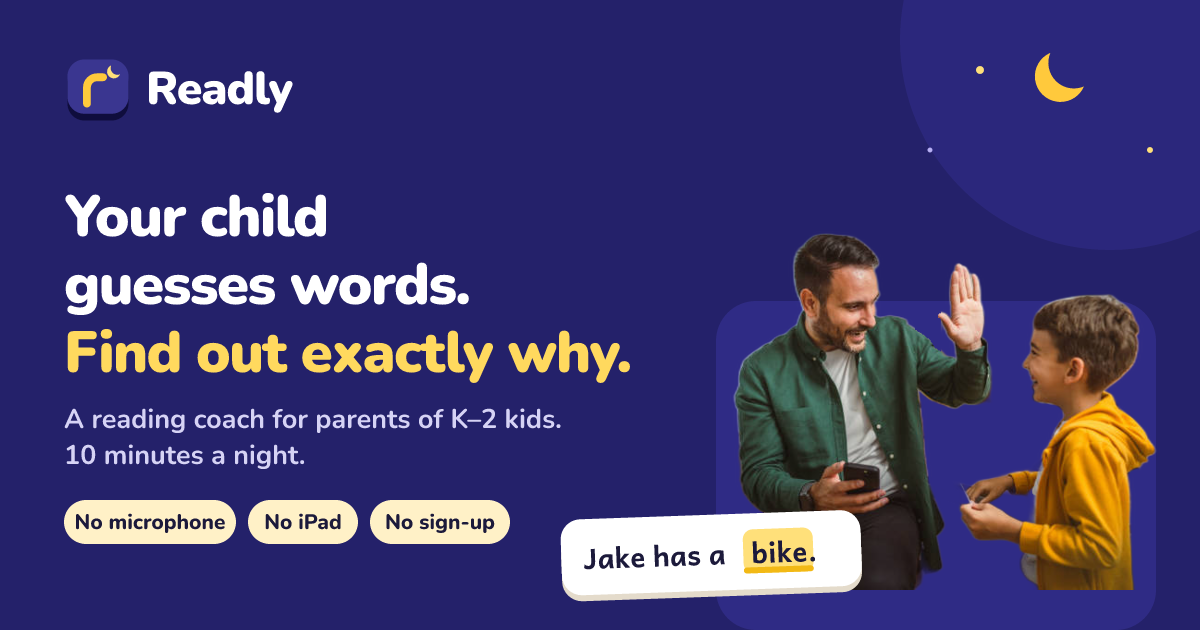 Readly
Your child
guesses words.
Find out exactly why.
A reading coach for parents of K–2 kids.
10 minutes a night.
No microphone
No iPad
No sign-up
Jake has a bike.